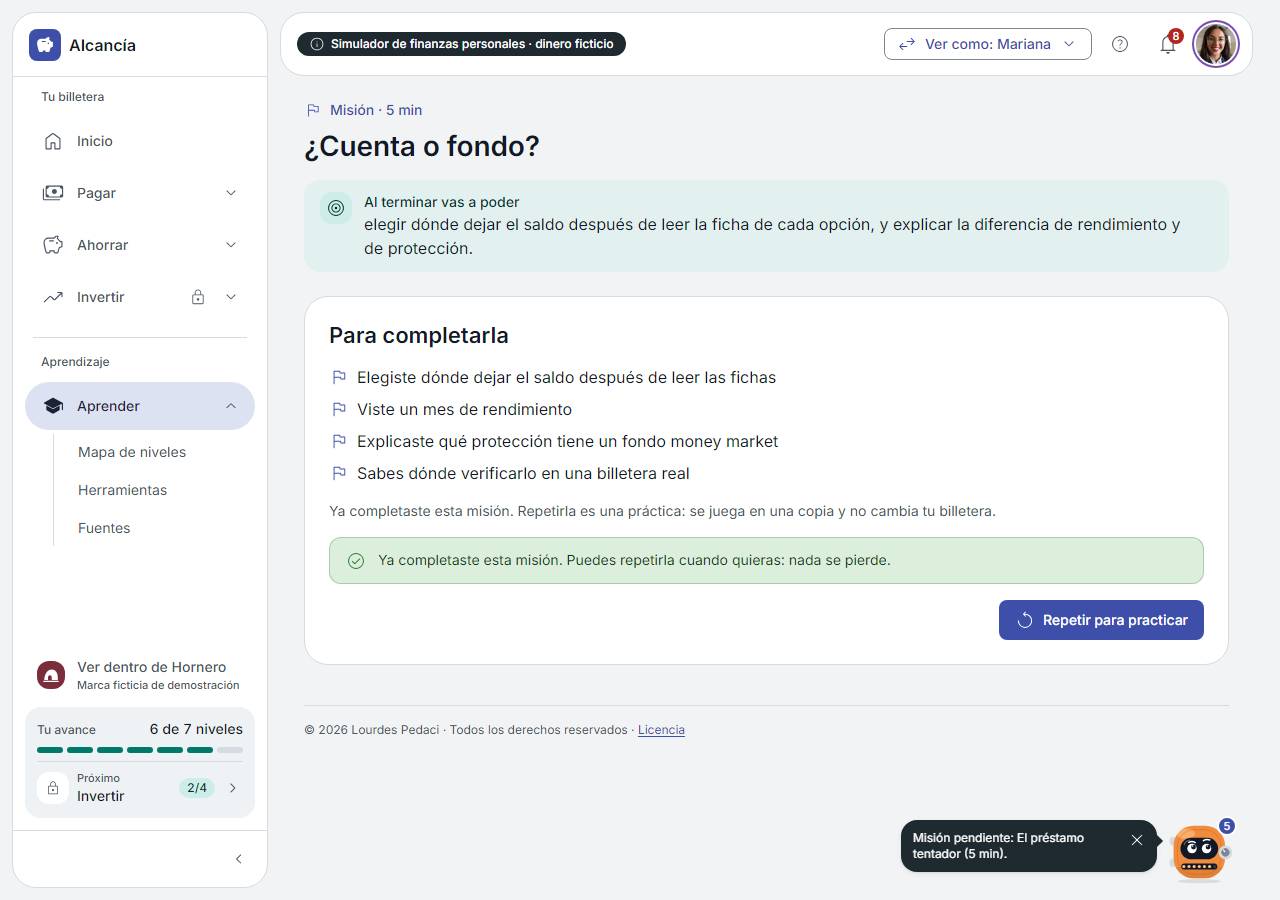 Alcancía
Tu billetera
Inicio
Pagar
Ahorrar
Invertir
Aprendizaje
Aprender
Mapa de niveles
Herramientas
Fuentes
Ver dentro de Hornero
Marca ficticia de demostración
Tu avance 6 de 7 niveles
Próximo
Invertir
2/4
Simulador de finanzas personales · dinero ficticio
Ver como: Mariana
8
Misión · 5 min
¿Cuenta o fondo?
Al terminar vas a poder
elegir dónde dejar el saldo después de leer la ficha de cada opción, y explicar la diferencia de rendimiento y
de protección.
Para completarla
Elegiste dónde dejar el saldo después de leer las fichas
Viste un mes de rendimiento
Explicaste qué protección tiene un fondo money market
Sabes dónde verificarlo en una billetera real
Ya completaste esta misión. Repetirla es una práctica: se juega en una copia y no cambia tu billetera.
Ya completaste esta misión. Puedes repetirla cuando quieras: nada se pierde.
Repetir para practicar
© 2026 Lourdes Pedaci · Todos los derechos reservados · Licencia
Misión pendiente: El préstamo
tentador (5 min).
5